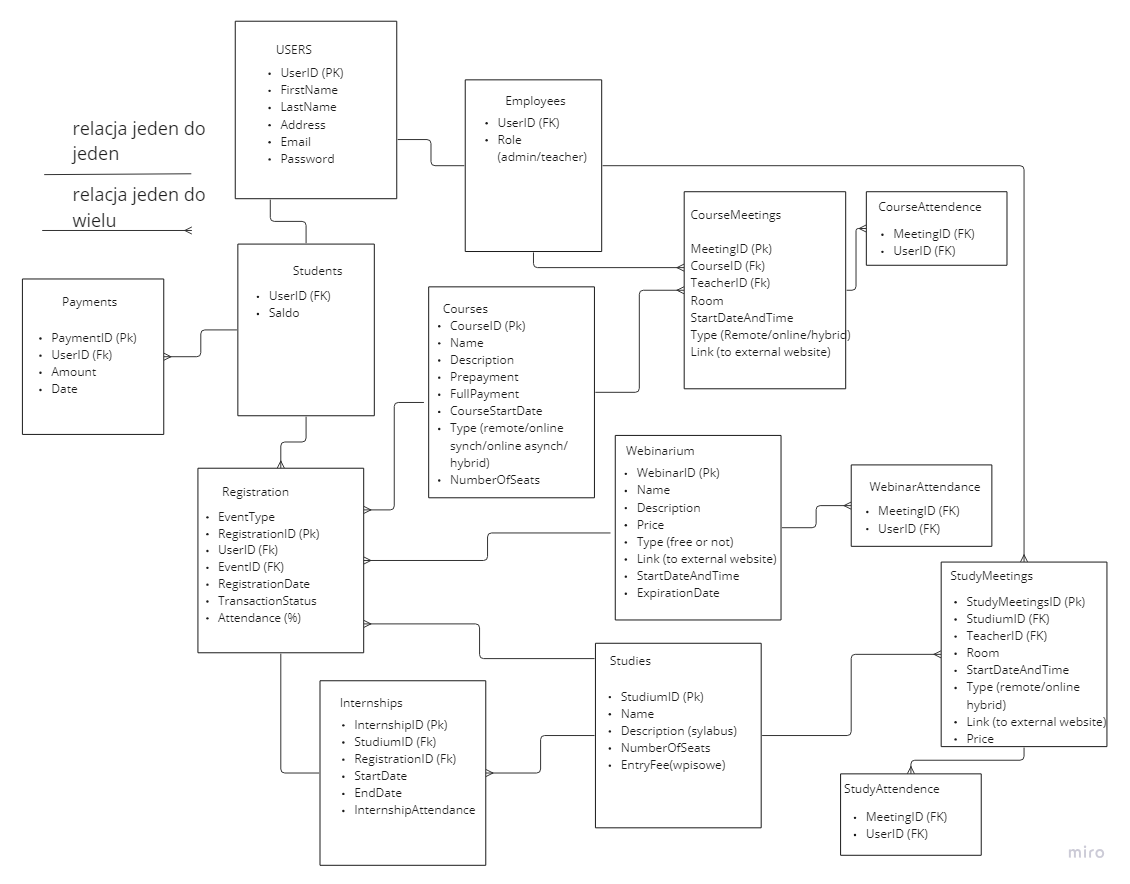 relacja jeden do
jeden
relacja jeden do
wielu
USERS
UserID (PK)
FirstName
LastName
Address
Email
Password
Employees
UserID (FK)
Role
(admin/teacher)
Students
UserID (FK)
Saldo
Payments
PaymentID (Pk)
UserID (Fk)
Amount
Date
Courses
CourseID (Pk)
Name
Description
Prepayment
FullPayment
CourseStartDate
Type (remote/online
synch/online asynch/
hybrid)
NumberOfSeats
CourseMeetings
MeetingID (Pk)
CourseID (Fk)
TeacherID (Fk)
Room
StartDateAndTime
Type (Remote/online/hybrid)
Link (to external website)
CourseAttendence
MeetingID (FK)
UserID (FK)
Registration
EventType
RegistrationID (Pk)
UserID (Fk)
EventID (FK)
RegistrationDate
TransactionStatus
Attendance (%)
Webinarium
WebinarID (Pk)
Name
Description
Price
Type (free or not)
Link (to external website)
StartDateAndTime
ExpirationDate
WebinarAttendance
MeetingID (FK)
UserID (FK)
StudyMeetings
StudyMeetingsID (Pk)
StudiumID (FK)
TeacherID (FK)
Room
StartDateAndTime
Type (remote/online
hybrid)
Link (to external website)
Price
Internships
InternshipID (Pk)
StudiumID (Fk)
RegistrationID (Fk)
StartDate
EndDate
InternshipAttendance
Studies
StudiumID (Pk)
Name
Description (sylabus)
NumberOfSeats
EntryFee(wpisowe)
StudyAttendence
MeetingID (FK)
UserID (FK)
miro